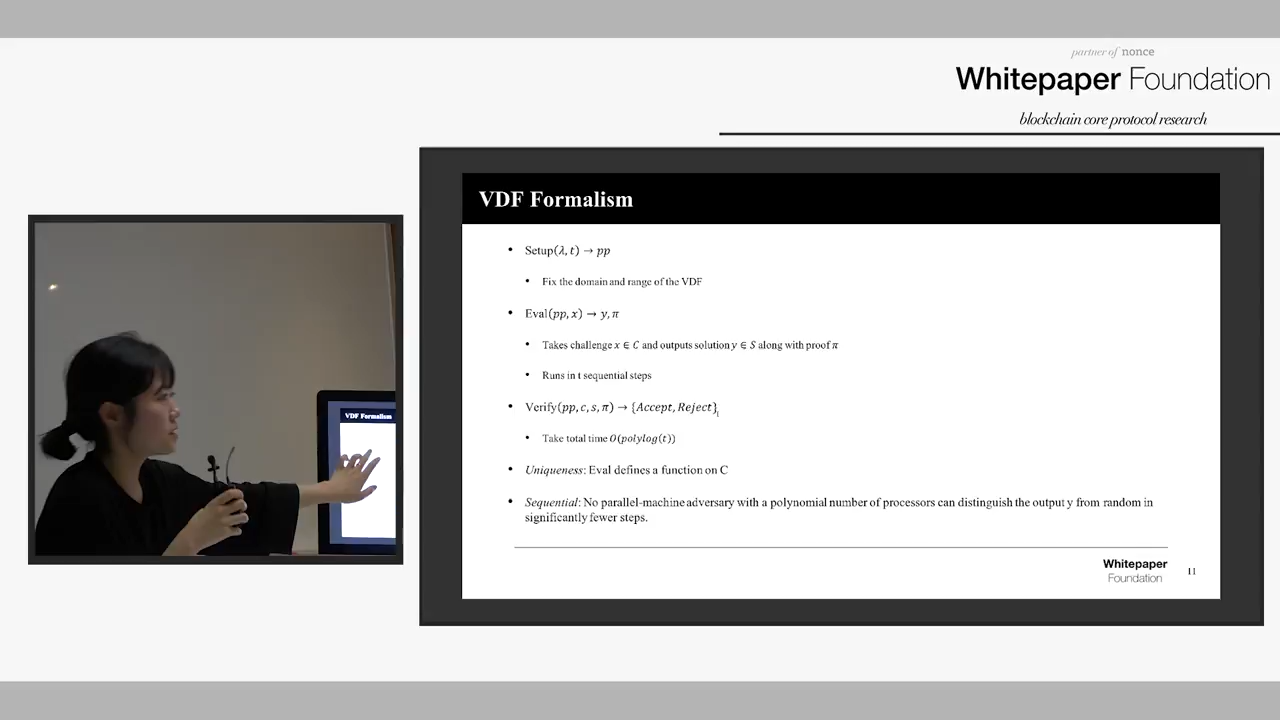 partner of nonce
Whitepaper Foundation
blockchain core protocol research
VDF Formalism
• Setup(λ, t) → pp
• Fix the domain and range of the VDF
• Eval(pp, x) → y, π
• Takes challenge x ∈ C and outputs solution y ∈ S along with proof π
• Runs in t sequential steps
• Verify(pp, c, s, π) → {Accept, Reject}
• Take total time O(polylog(t))
• Uniqueness: Eval defines a function on C
• Sequential: No parallel-machine adversary with a polynomial number of processors can distinguish the output y from random in
significantly fewer steps.
Whitepaper
Foundation
11
VDF Formalism